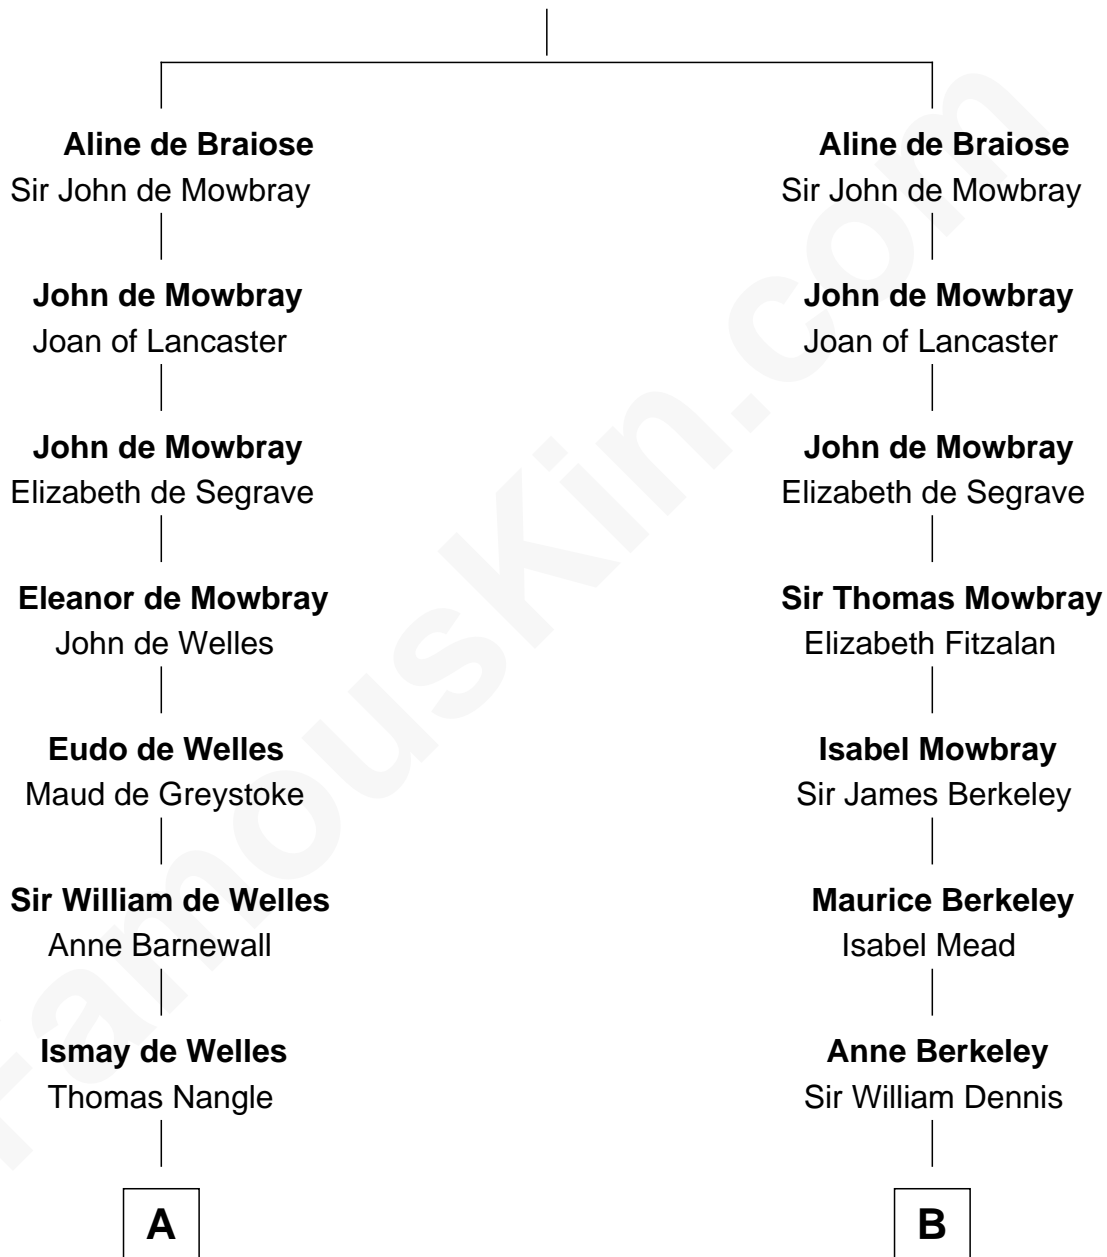 Aline de Braiose
Sir John de Mowbray
John de Mowbray
Joan of Lancaster
John de Mowbray
Elizabeth de Segrave
Eleanor de Mowbray
John de Welles
Eudo de Welles
Maud de Greystoke
Sir William de Welles
Anne Barnewall
Ismay de Welles
Thomas Nangle
A
Aline de Braiose
Sir John de Mowbray
John de Mowbray
Joan of Lancaster
John de Mowbray
Elizabeth de Segrave
Sir Thomas Mowbray
Elizabeth Fitzalan
Isabel Mowbray
Sir James Berkeley
Maurice Berkeley
Isabel Mead
Anne Berkeley
Sir William Dennis
B
FamousKin.com